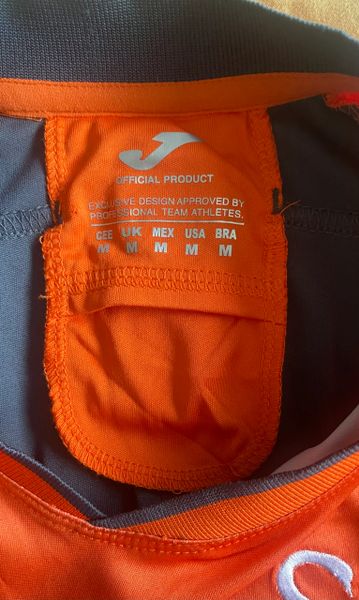 OFFICIAL PRODUCT
EXCLUSIVE DESIGN APPROVED BY
PROFESSIONAL TEAM ATHLETES.
CEE UK MEX USA BRA
M M M M M